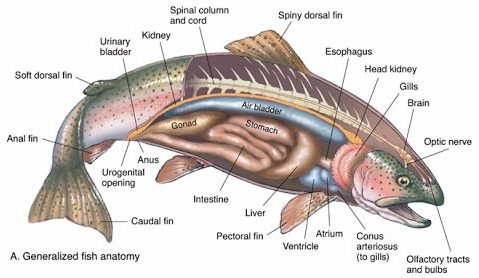 Spinal column
and cord
Spiny dorsal fin
Kidney
Urinary
bladder
Esophagus
Head kidney
Soft dorsal fin
Gills
Brain
Air bladder
Gonad
Stomach
Optic nerve
Anal fin
Anus
Urogenital
opening
Intestine
Liver
Caudal fin
Pectoral fin
Ventricle
Atrium
Conus
arteriosus
(to gills)
Olfactory tracts
and bulbs
A. Generalized fish anatomy